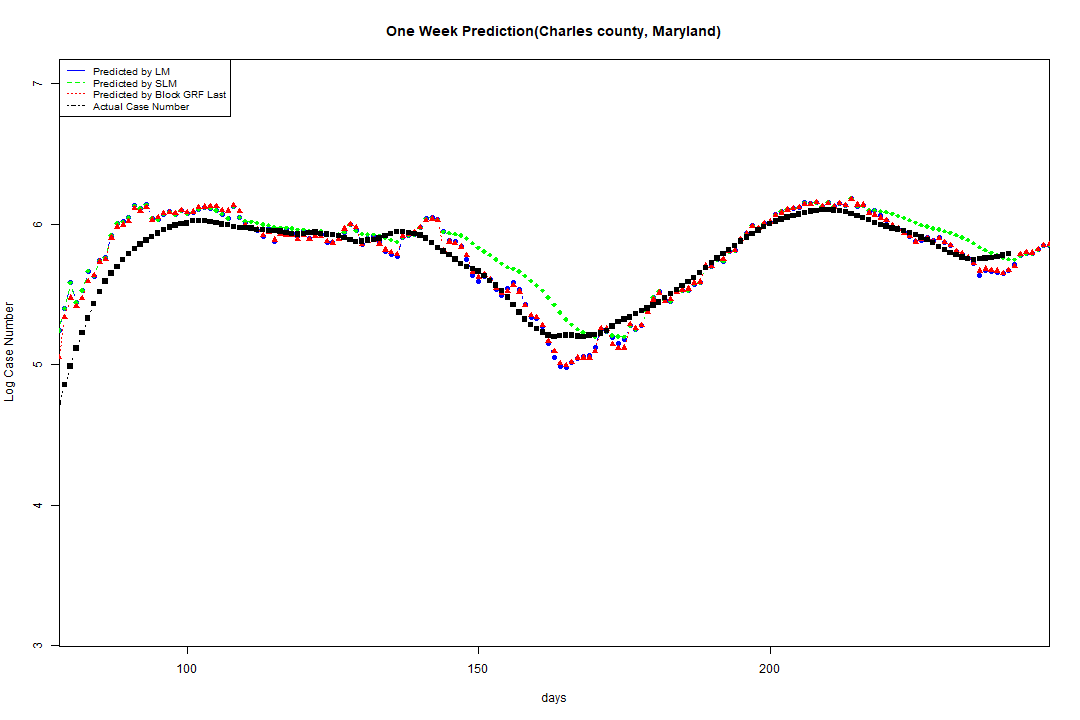 One Week Prediction(Charles county, Maryland)
Predicted by LM
Predicted by SLM
Predicted by Block GRF Last
Actual Case Number
7
6
5
4
3
Log Case Number
100 150 200
days